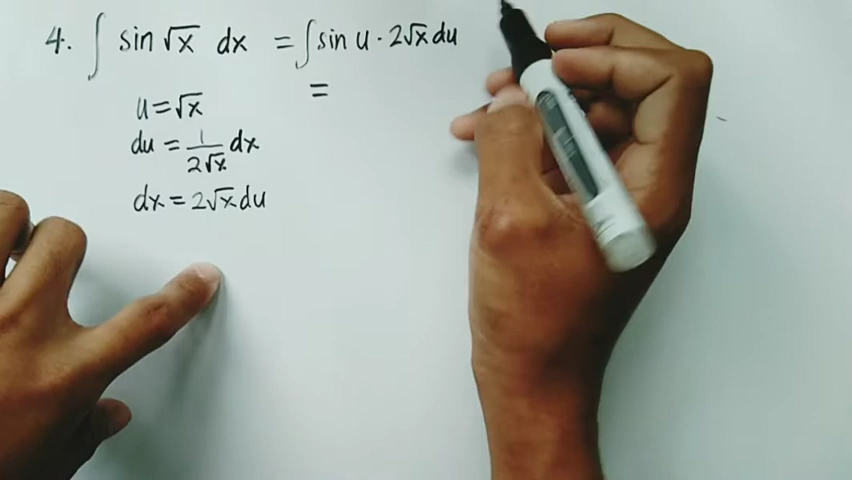 4. ∫ sin √x dx = ∫ sin u · 2√x du
=
u = √x
du = 1/(2√x) dx
dx = 2√x du